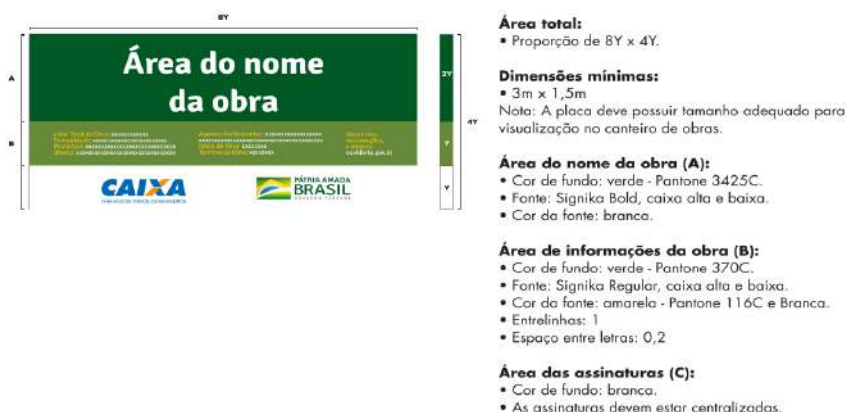 8Y
A
B
Área do nome
da obra
2Y
Y
Y
4Y
CAIXA
PÁTRIA AMADA
BRASIL
GOVERNO FEDERAL
Área total:
• Proporção de 8Y x 4Y.
Dimensões mínimas:
• 3m x 1,5m
Nota: A placa deve possuir tamanho adequado para
visualização no canteiro de obras.
Área do nome da obra (A):
• Cor de fundo: verde - Pantone 3425C.
• Fonte: Signika Bold, caixa alta e baixa.
• Cor da fonte: branca.
Área de informações da obra (B):
• Cor de fundo: verde - Pantone 370C.
• Fonte: Signika Regular, caixa alta e baixa.
• Cor da fonte: amarela - Pantone 116C e Branca.
• Entrelinhas: 1
• Espaço entre letras: 0,2
Área das assinaturas (C):
• Cor de fundo: branca.
• As assinaturas devem estar centralizadas.